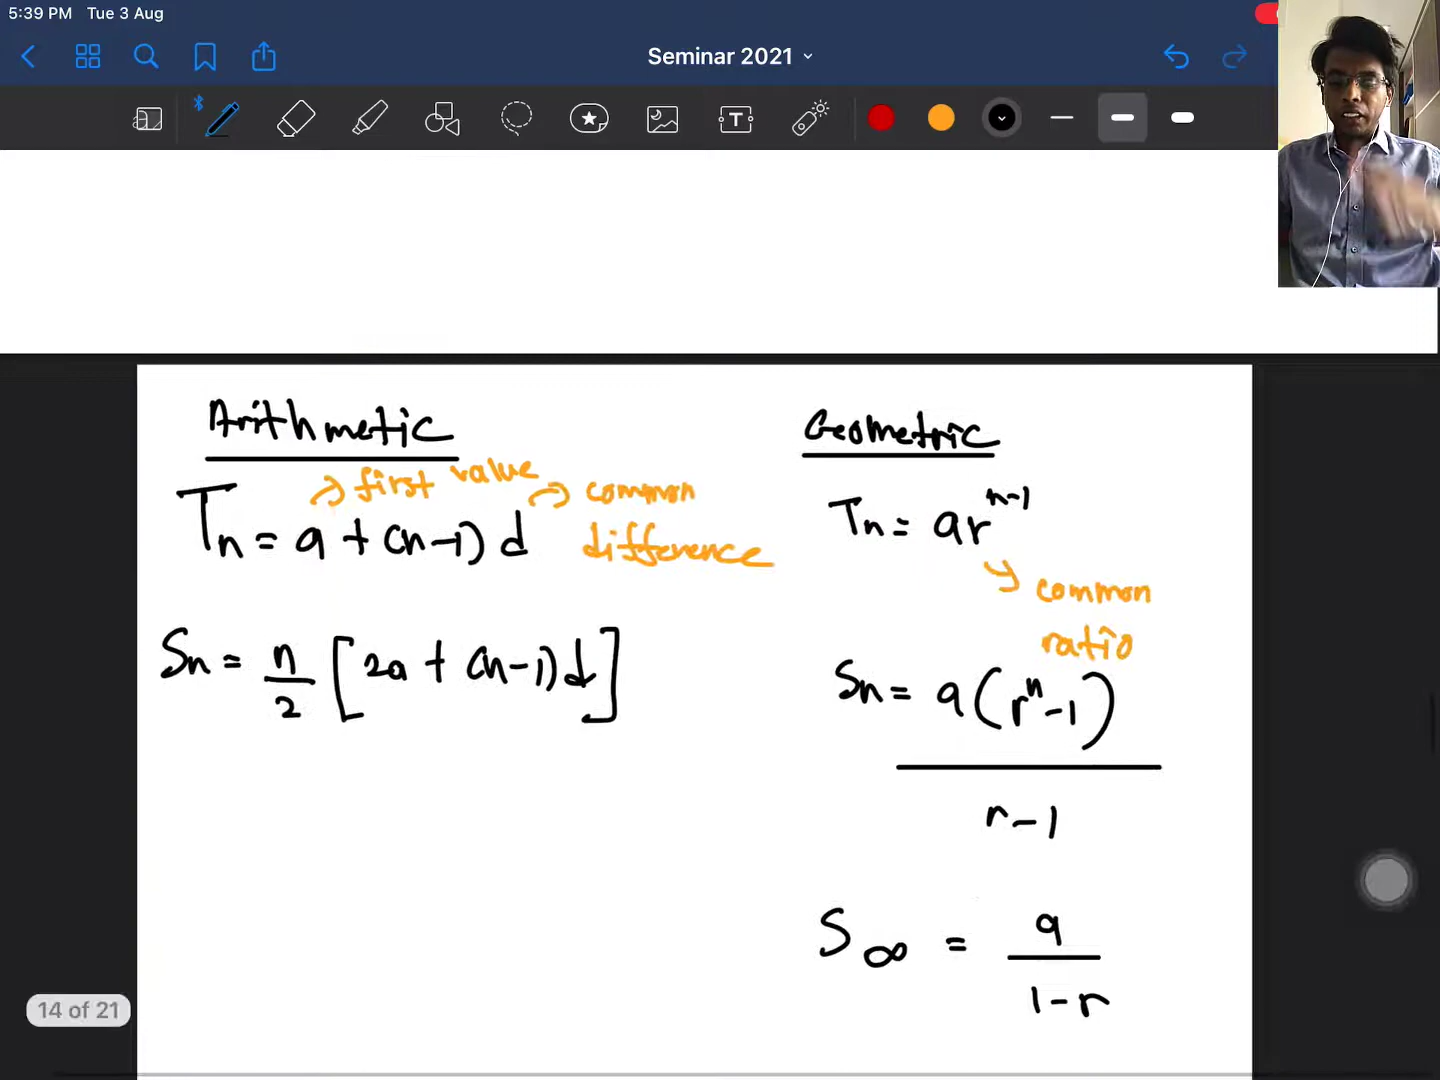 5:39 PM Tue 3 Aug
Seminar 2021
T
Arithmetic
first value
common
difference
Tn = a + (n-1) d
Sn = n/2 [2a + (n-1)d]
Geometric
Tn = ar^(n-1)
common
ratio
Sn = a(r^n - 1)
r - 1
S∞ = a
1 - r
14 of 21